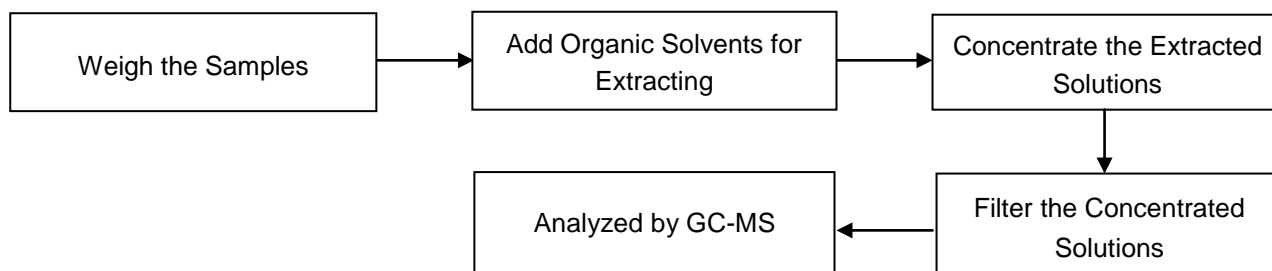 Weigh the Samples
Add Organic Solvents for
Extracting
Concentrate the Extracted
Solutions
Filter the Concentrated
Solutions
Analyzed by GC-MS